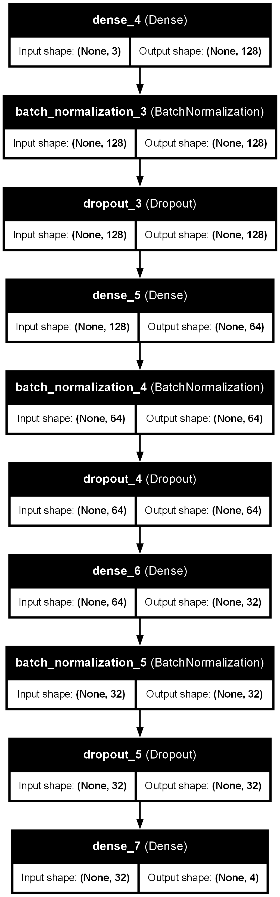 dense_4 (Dense)
Input shape: (None, 3) Output shape: (None, 128)
batch_normalization_3 (BatchNormalization)
Input shape: (None, 128) Output shape: (None, 128)
dropout_3 (Dropout)
Input shape: (None, 128) Output shape: (None, 128)
dense_5 (Dense)
Input shape: (None, 128) Output shape: (None, 64)
batch_normalization_4 (BatchNormalization)
Input shape: (None, 64) Output shape: (None, 64)
dropout_4 (Dropout)
Input shape: (None, 64) Output shape: (None, 64)
dense_6 (Dense)
Input shape: (None, 64) Output shape: (None, 32)
batch_normalization_5 (BatchNormalization)
Input shape: (None, 32) Output shape: (None, 32)
dropout_5 (Dropout)
Input shape: (None, 32) Output shape: (None, 32)
dense_7 (Dense)
Input shape: (None, 32) Output shape: (None, 4)